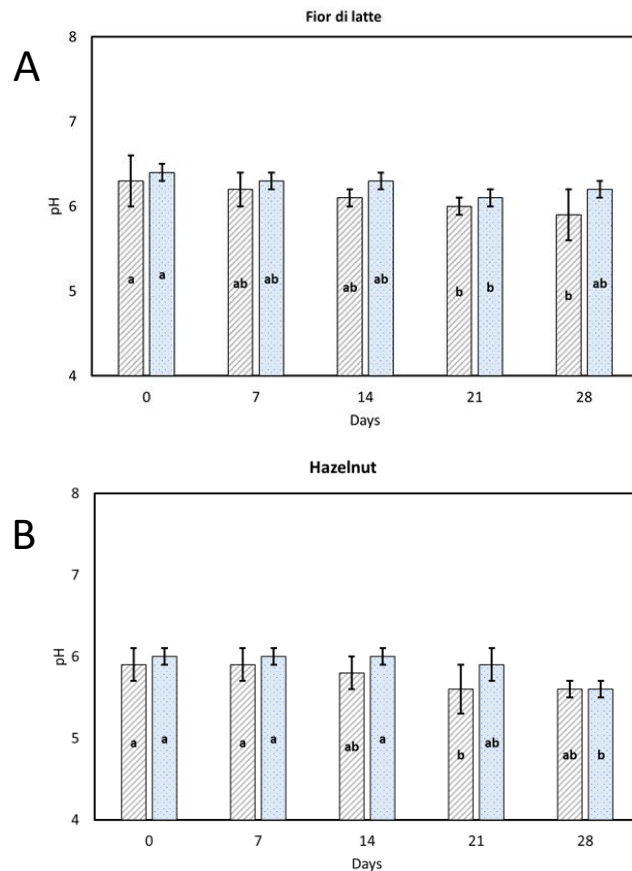 Fior di latte
A
8
7
6
5
4
pH
a a ab ab ab ab b b b ab
0 7 14 21 28
Days
Hazelnut
B
8
7
6
5
4
pH
a a a a ab a b ab ab b
0 7 14 21 28
Days